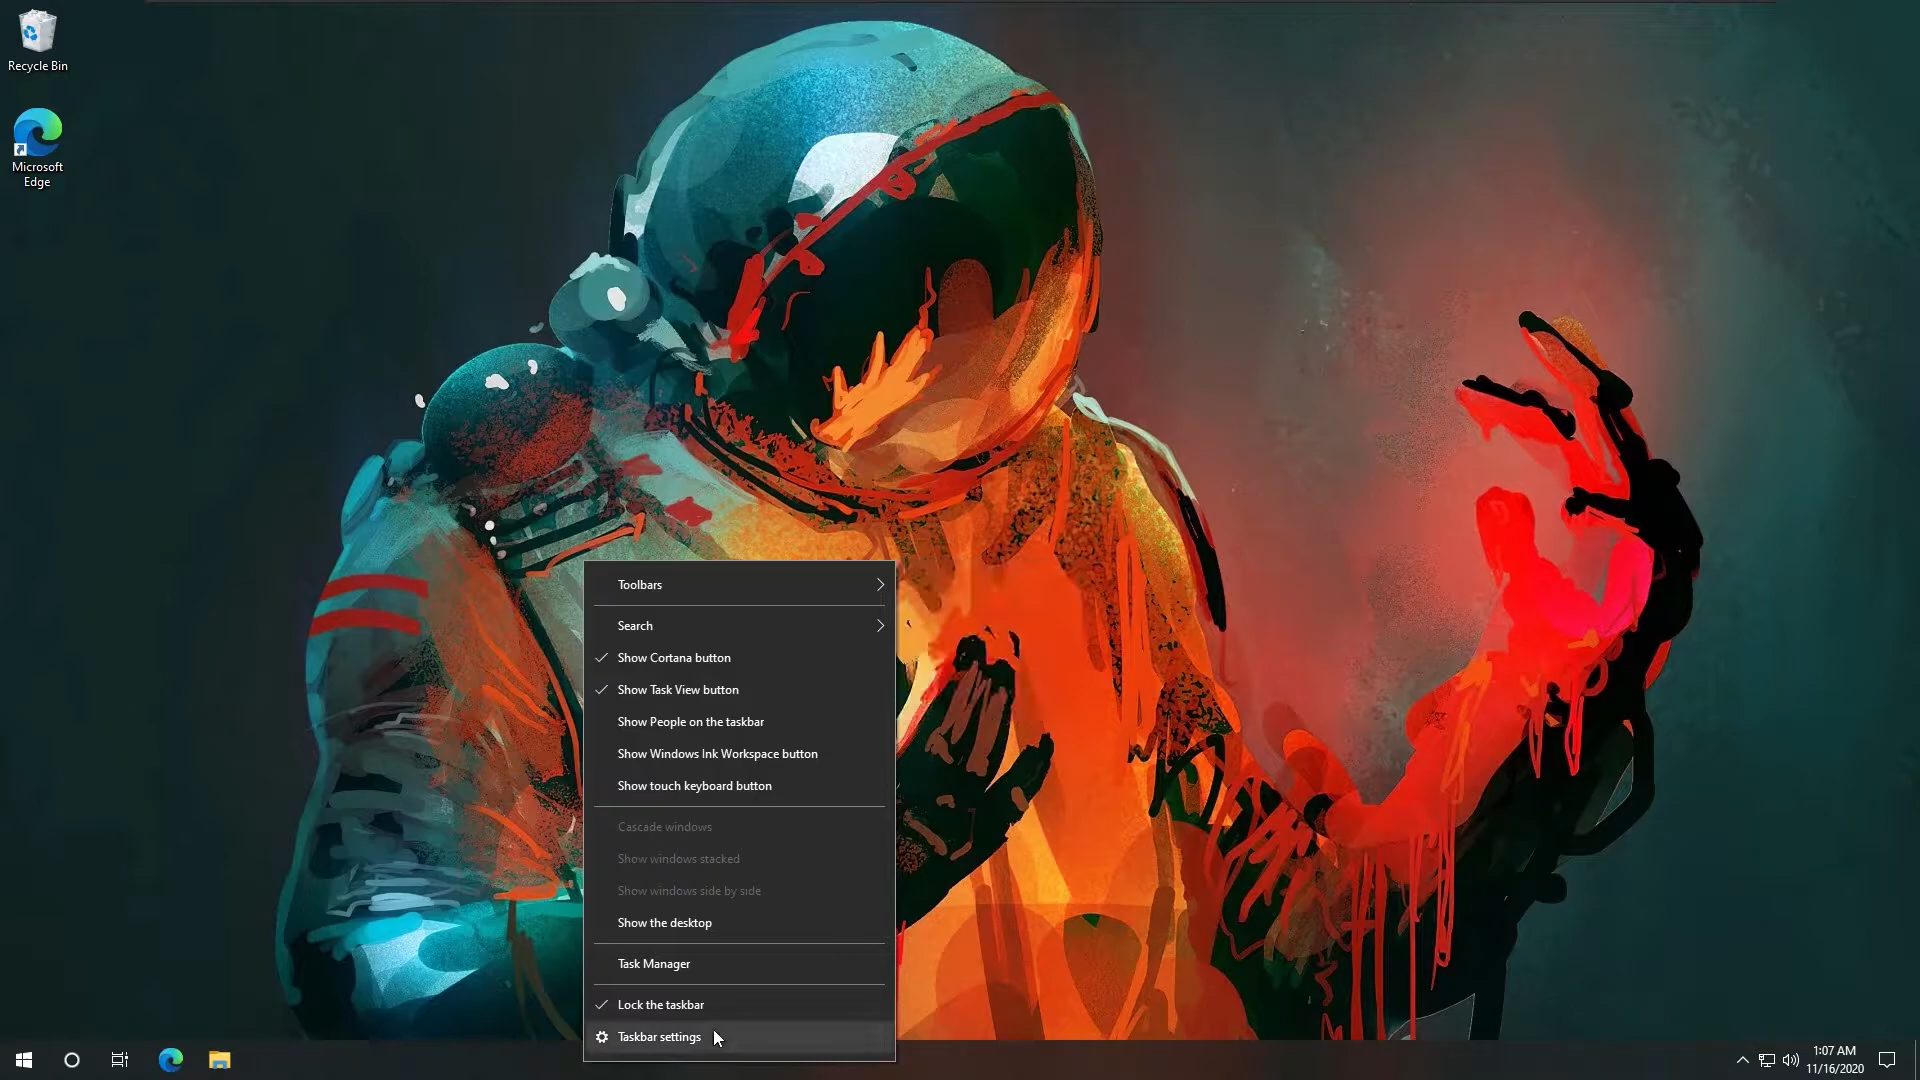 Recycle Bin
Microsoft
Edge
Toolbars
Search
Show Cortana button
Show Task View button
Show People on the taskbar
Show Windows Ink Workspace button
Show touch keyboard button
Cascade windows
Show windows stacked
Show windows side by side
Show the desktop
Task Manager
Lock the taskbar
Taskbar settings
1:07 AM
11/16/2020